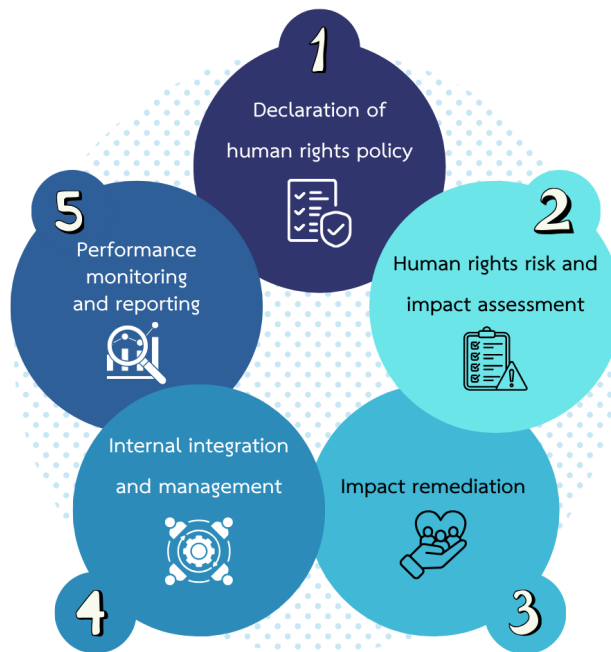 1
Declaration of
human rights policy
2
Human rights risk and
impact assessment
3
Impact remediation
4
Internal integration
and management
5
Performance
monitoring
and reporting